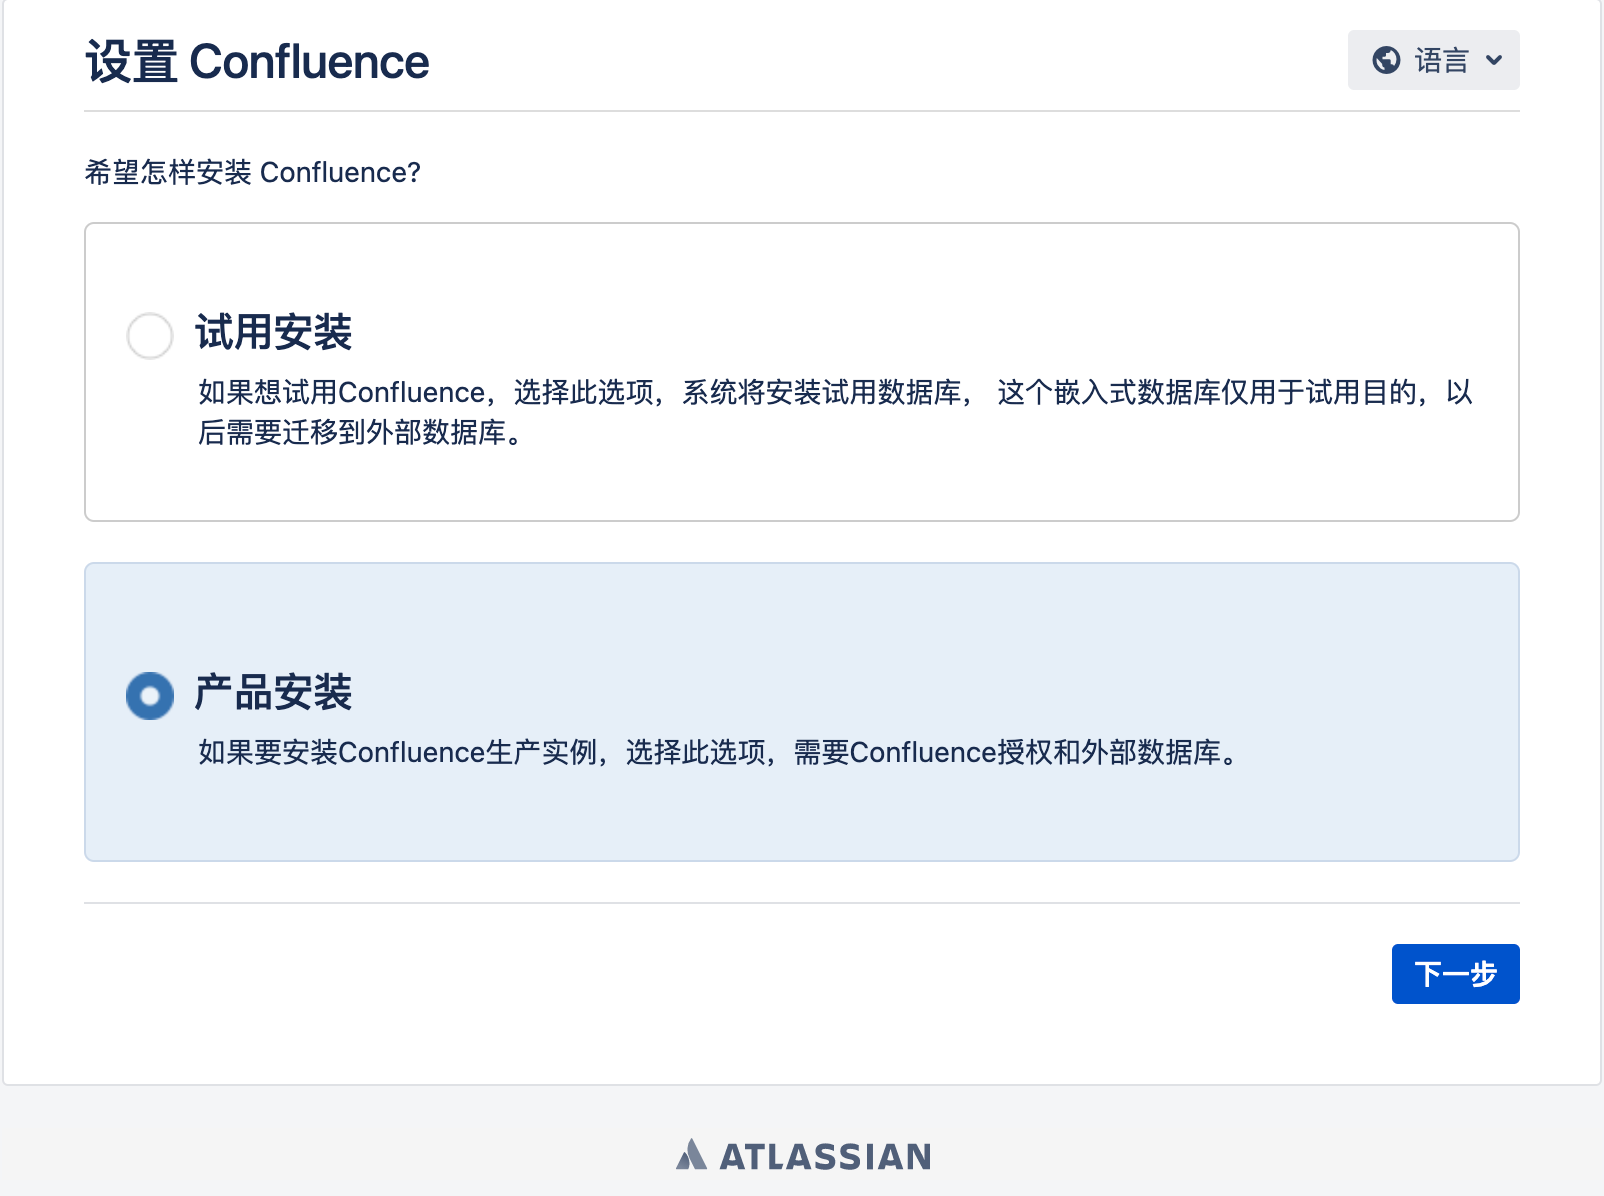 设置 Confluence
语言
希望怎样安装 Confluence?
试用安装
如果想试用Confluence，选择此选项，系统将安装试用数据库， 这个嵌入式数据库仅用于试用目的，以
后需要迁移到外部数据库。
产品安装
如果要安装Confluence生产实例，选择此选项，需要Confluence授权和外部数据库。
下一步
ATLASSIAN